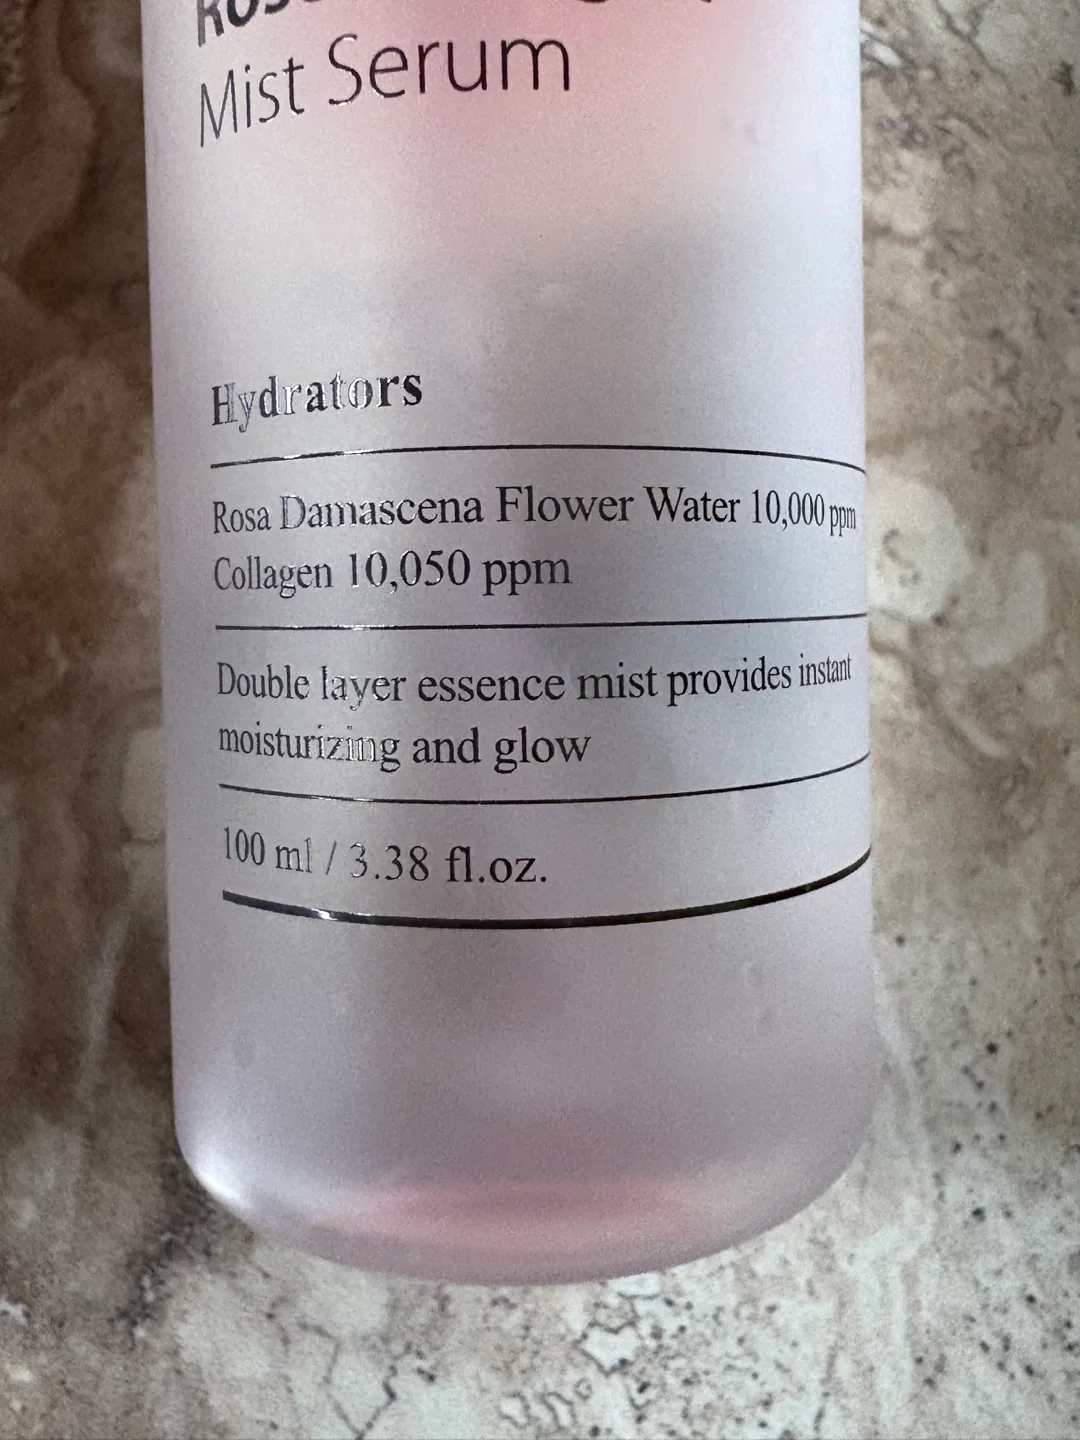 Mist Serum
Hydrators
Rosa Damascena Flower Water 10,000 ppm
Collagen 10,050 ppm
Double layer essence mist provides instant
moisturizing and glow
100 ml / 3.38 fl.oz.